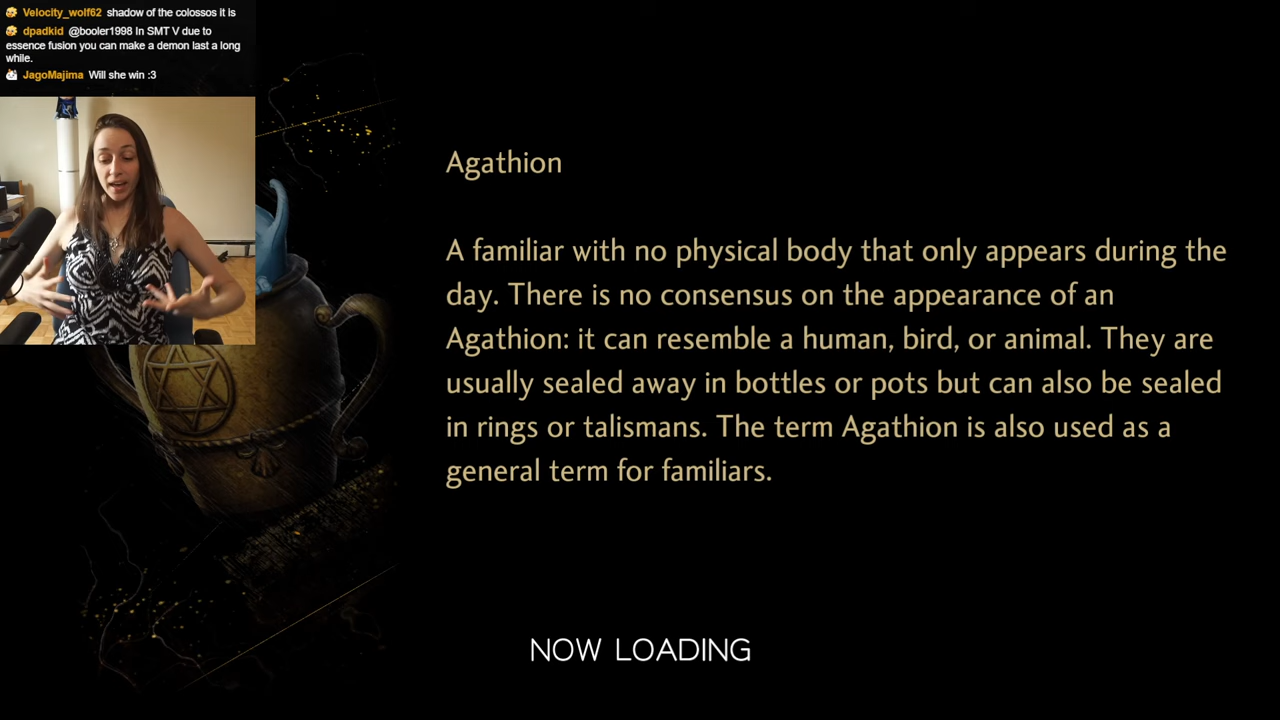 Velocity_wolf62 shadow of the colossos it is
dpadkid @booler1998 In SMT V due to
essence fusion you can make a demon last a long
while.
JagoMajima Will she win :3
Agathion
A familiar with no physical body that only appears during the
day. There is no consensus on the appearance of an
Agathion: it can resemble a human, bird, or animal. They are
usually sealed away in bottles or pots but can also be sealed
in rings or talismans. The term Agathion is also used as a
general term for familiars.
NOW LOADING